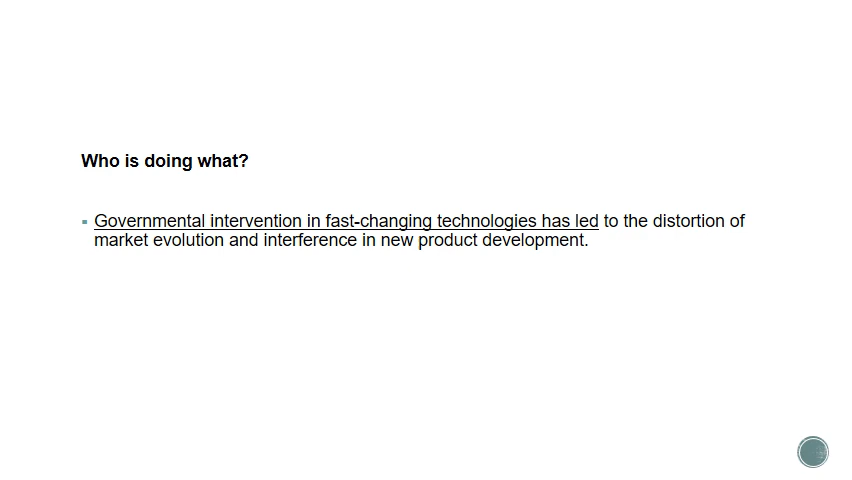 Who is doing what?
Governmental intervention in fast-changing technologies has led to the distortion of
market evolution and interference in new product development.